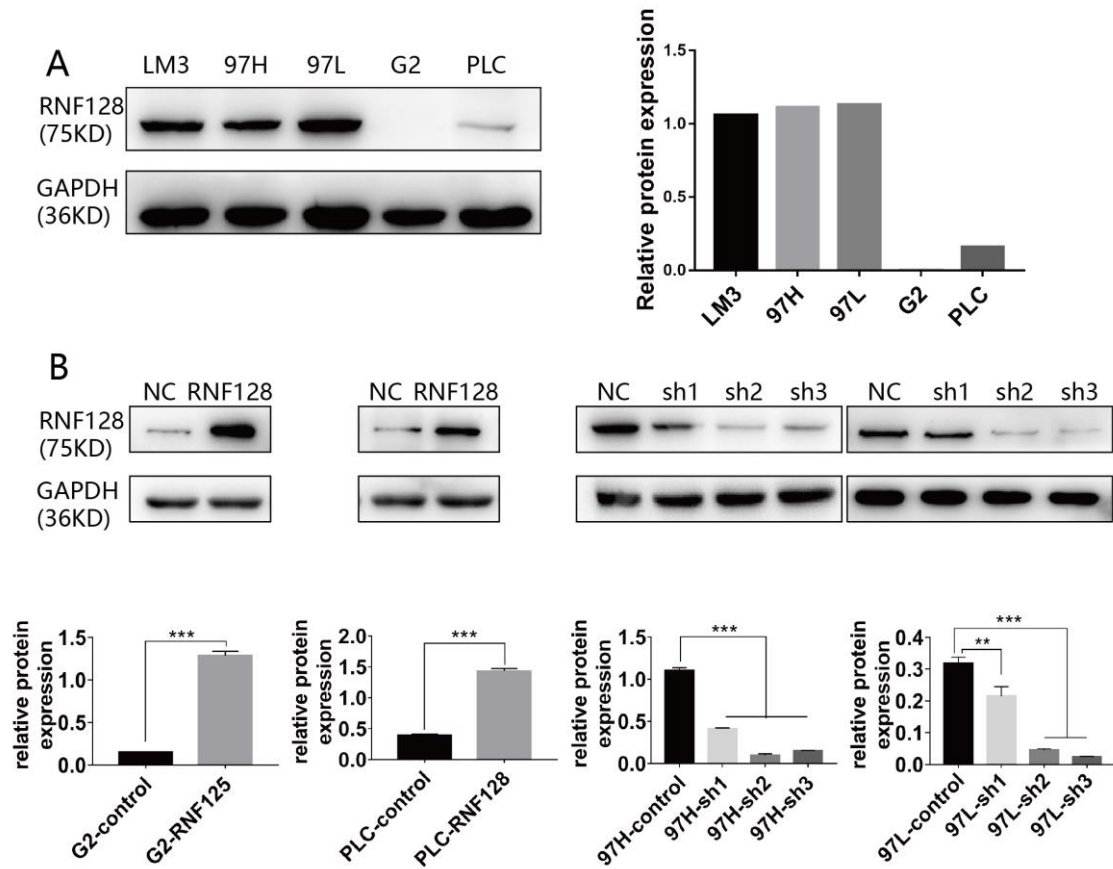 A
LM3 97H 97L G2 PLC
RNF128
(75KD)
GAPDH
(36KD)
Relative protein expression
1.5
1.0
0.5
0.0
LM3 97H 97L G2 PLC
B
NC RNF128 NC RNF128 NC sh1 sh2 sh3 NC sh1 sh2 sh3
RNF128
(75KD)
GAPDH
(36KD)
relative protein
expression
1.5
1.0
0.5
0.0
***
G2-control G2-RNF125
relative protein
expression
2.0
1.5
1.0
0.5
0.0
***
PLC-control PLC-RNF128
relative protein
expression
1.5
1.0
0.5
0.0
***
97H-control 97H-sh1 97H-sh2 97H-sh3
relative protein
expression
0.4
0.3
0.2
0.1
0.0
***
**
97L-control 97L-sh1 97L-sh2 97L-sh3